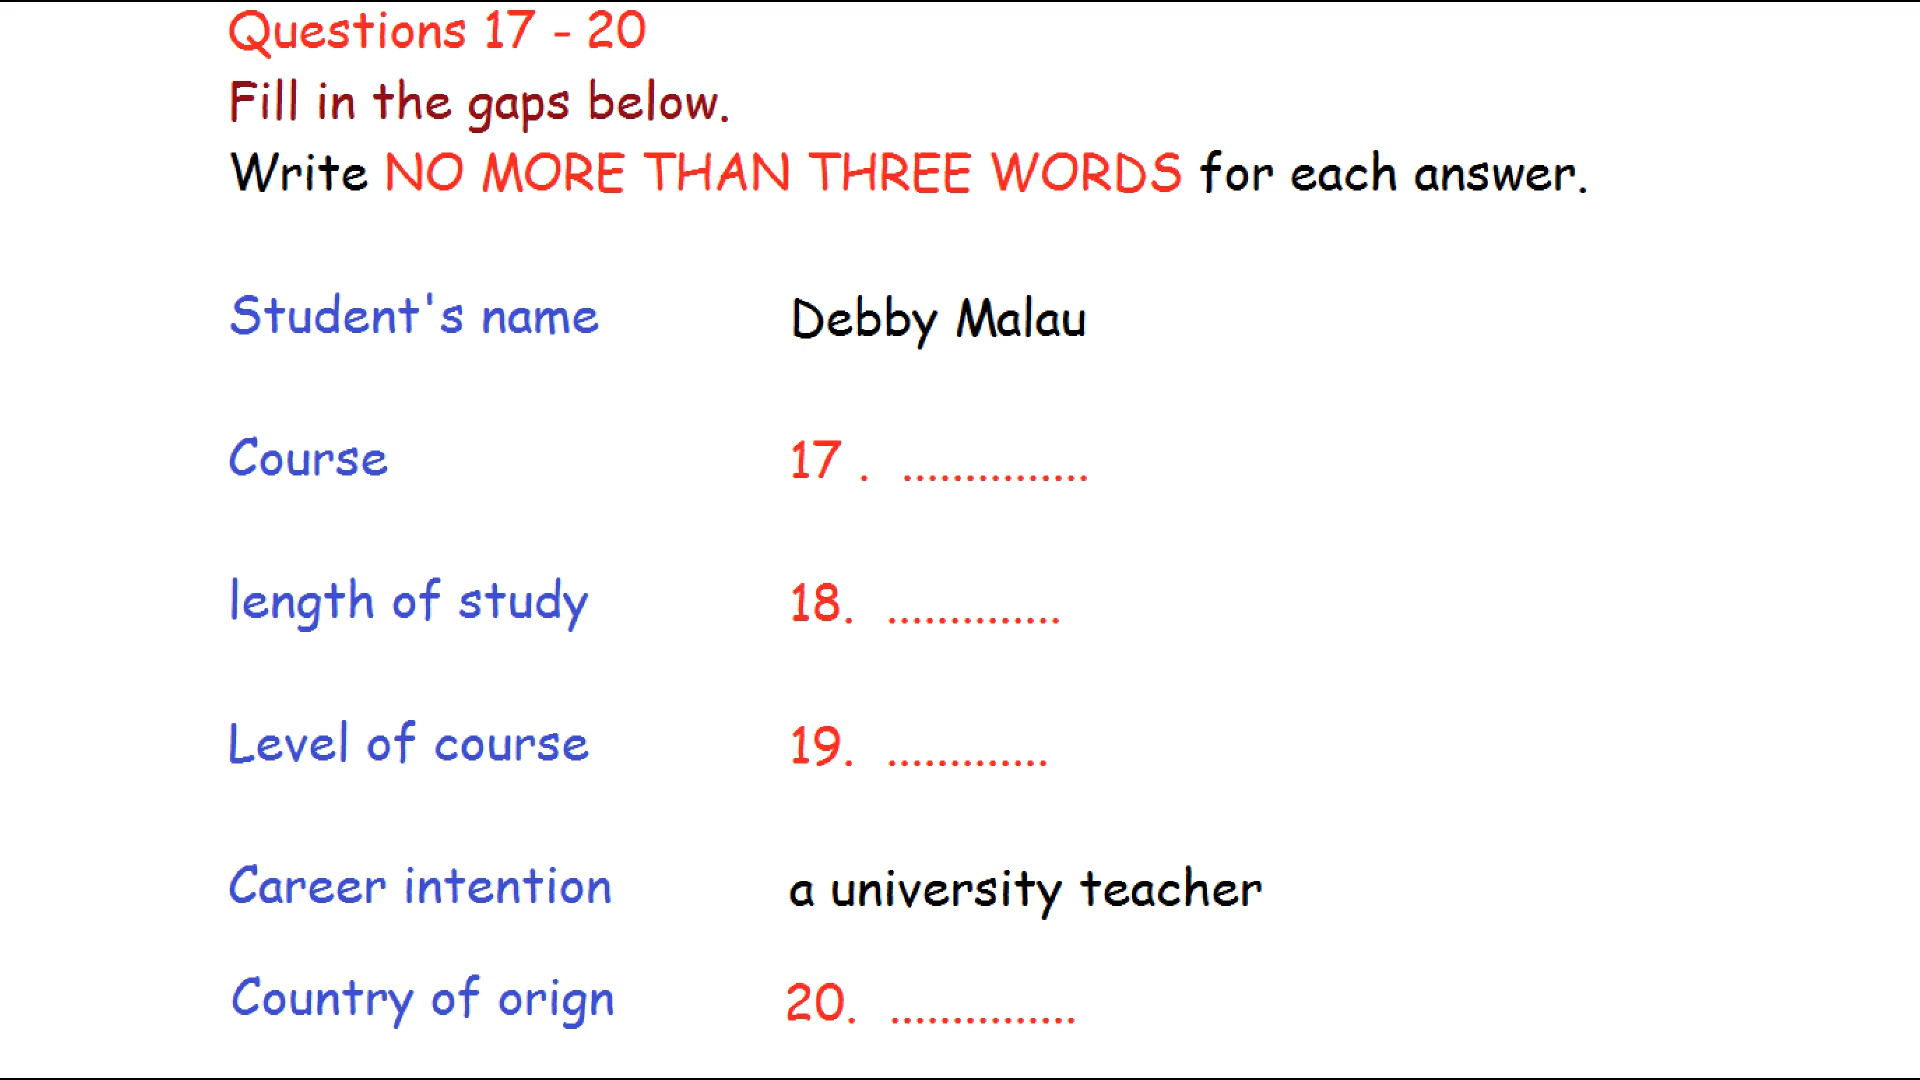 Questions 17 - 20
Fill in the gaps below.
Write NO MORE THAN THREE WORDS for each answer.
Student's name Debby Malau
Course 17 . ...............
length of study 18. ..............
Level of course 19. .............
Career intention a university teacher
Country of orign 20. ...............